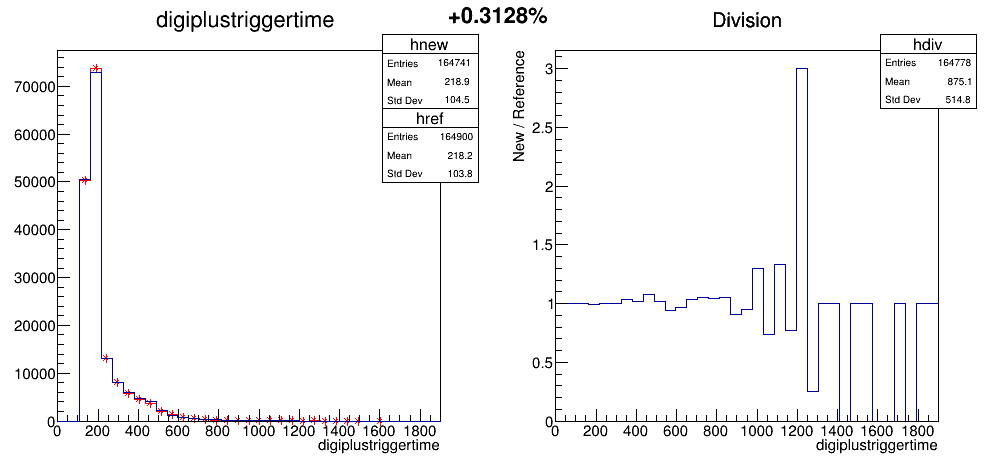 digiplustriggertime
+0.3128%
Division
hnew
Entries 164741
Mean 218.9
Std Dev 104.5
href
Entries 164900
Mean 218.2
Std Dev 103.8
70000
60000
50000
40000
30000
20000
10000
0
0 200 400 600 800 1000 1200 1400 1600 1800
digiplustriggertime
hdiv
Entries 164778
Mean 875.1
Std Dev 514.8
New / Reference
3
2.5
2
1.5
1
0.5
0
0 200 400 600 800 1000 1200 1400 1600 1800
digiplustriggertime